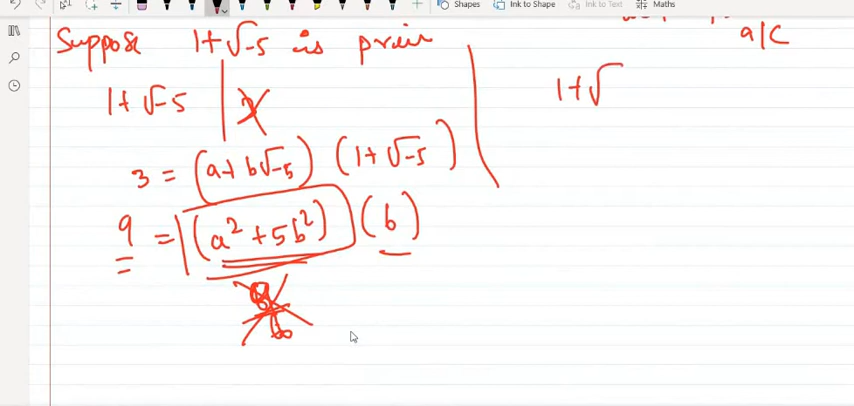 Shapes Ink to Shape Ink to Text Maths
a|C
Suppose 1+√-5 is prime
1+√-5 |
1+√
3 = (a+b√-5) (1+√-5)
9 = (a²+5b²) (6)